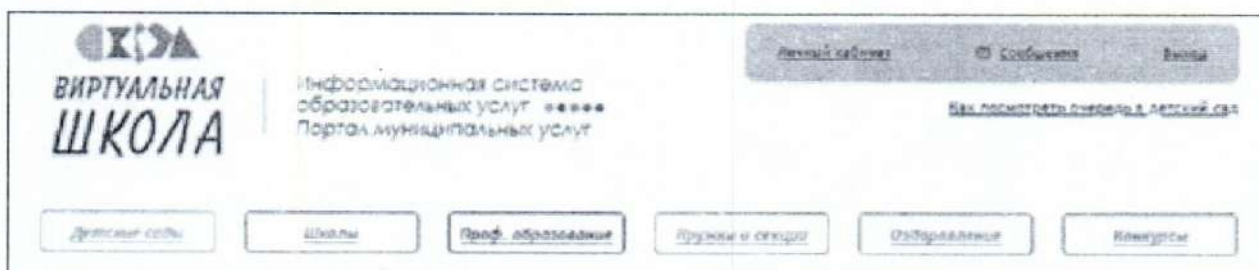 ВИРТУАЛЬНАЯ
ШКОЛА
Информационная система
образовательных услуг
Портал муниципальных услуг
Личный кабинет
Сообщения
Выход
Как посмотреть очередь в детский сад
Детские сады
Школы
Проф. образование
Кружки и секции
Оздоровление
Конкурсы